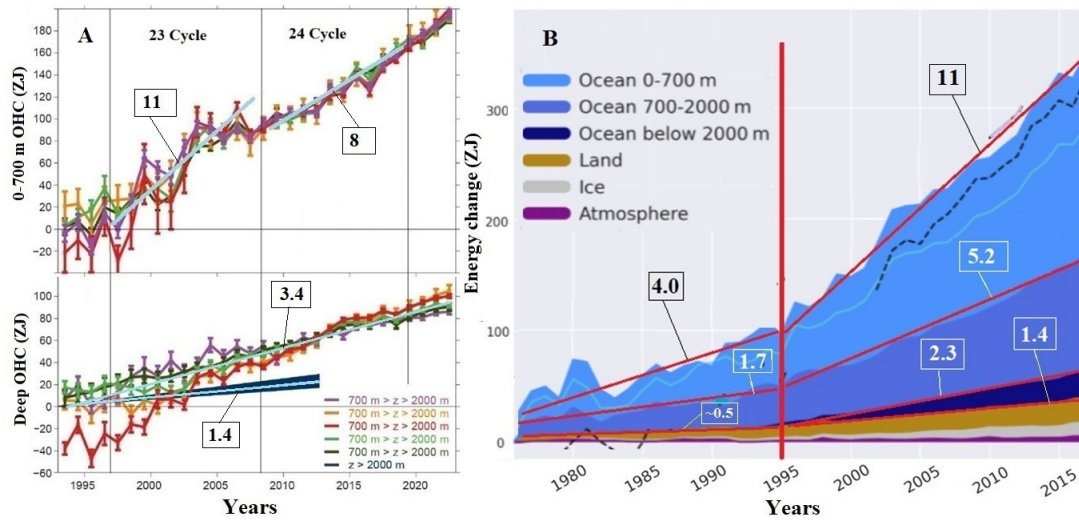 A
23 Cycle
24 Cycle
0-700 m OHC (ZJ)
180
160
140
120
100
80
60
40
20
0
−20
11
8
Deep OHC (ZJ)
100
80
60
40
20
0
−20
−40
−60
3.4
1.4
700 m > z > 2000 m
700 m > z > 2000 m
700 m > z > 2000 m
700 m > z > 2000 m
700 m > z > 2000 m
z > 2000 m
1995
2000
2005
2010
2015
2020
Years
B
Energy change (ZJ)
Ocean 0-700 m
Ocean 700-2000 m
Ocean below 2000 m
Land
Ice
Atmosphere
300
200
100
0
11
4.0
5.2
1.7
2.3
1.4
~0.5
1980
1985
1990
1995
2000
2005
2010
2015
Years